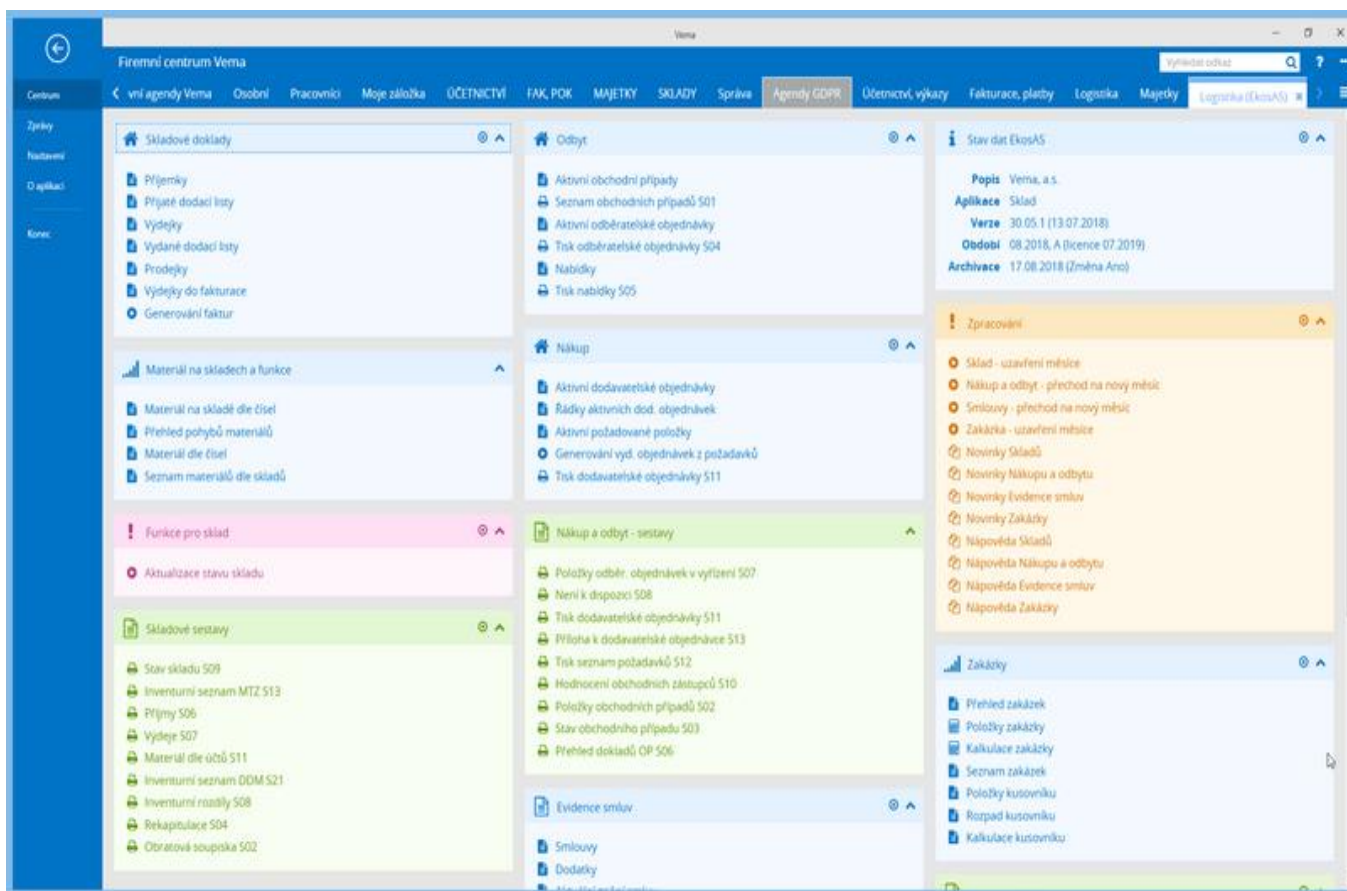 Vema
Firemní centrum Vema
Vyhledat odkaz
?
vní agendy Vema Osobní Pracovníci Moje záložka ÚČETNICTVÍ FAK, POK MAJETKY SKLADY Správa Agendy GDPR Účetnictví, výkazy Fakturace, platby Logistika Majetky Logistika (EkosAS)
Centrum
Zprávy
Nastavení
O aplikaci
Konec
Skladové doklady
Příjemky
Přijaté dodací listy
Výdejky
Vydané dodací listy
Prodejky
Výdejky do fakturace
Generování faktur
Materiál na skladech a funkce
Materiál na skladě dle čísel
Přehled pohybů materiálů
Materiál dle čísel
Seznam materiálů dle skladů
Funkce pro sklad
Aktualizace stavu skladu
Skladové sestavy
Stav skladu S09
Inventurní seznam MTZ S13
Příjmy S06
Výdeje S07
Materiál dle účtů S11
Inventurní seznam DDM S21
Inventurní rozdíly S08
Rekapitulace S04
Obratová soupiska S02
Odbyt
Aktivní obchodní případy
Seznam obchodních případů S01
Aktivní odběratelské objednávky
Tisk odběratelské objednávky S04
Nabídky
Tisk nabídky S05
Nákup
Aktivní dodavatelské objednávky
Řádky aktivních dod. objednávek
Aktivní požadované položky
Generování vyd. objednávek z požadavků
Tisk dodavatelské objednávky S11
Nákup a odbyt - sestavy
Položky odběr. objednávek v vyřízení S07
Není k dispozici S08
Tisk dodavatelské objednávky S11
Příloha k dodavatelské objednávce S13
Tisk seznam požadavků S12
Hodnocení obchodních zástupců S10
Položky obchodních případů S02
Stav obchodního případu S03
Přehled dokladů OP S06
Evidence smluv
Smlouvy
Dodatky
Stav dat EkosAS
Popis Vema, a.s.
Aplikace Sklad
Verze 30.05.1 (13.07.2018)
Období 08.2018, A (licence 07.2019)
Archivace 17.08.2018 (Změna Ano)
Zpracování
Sklad - uzavření měsíce
Nákup a odbyt - přechod na nový měsíc
Smlouvy - přechod na nový měsíc
Zakázka - uzavření měsíce
Novinky Skladů
Novinky Nákupu a odbytu
Novinky Evidence smluv
Novinky Zakázky
Nápověda Skladů
Nápověda Nákupu a odbytu
Nápověda Evidence smluv
Nápověda Zakázky
Zakázky
Přehled zakázek
Položky zakázky
Kalkulace zakázky
Seznam zakázek
Položky kusovníku
Rozpad kusovníku
Kalkulace kusovníku